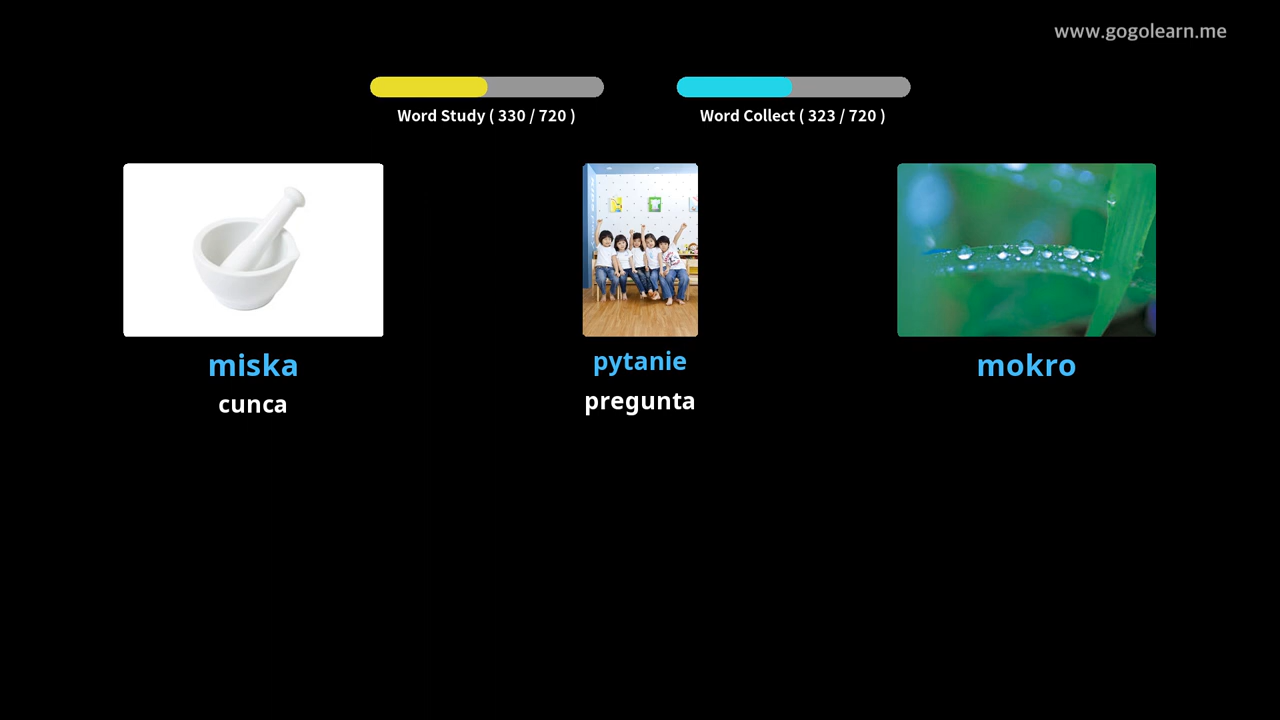 www.gogolearn.me
Word Study ( 330 / 720 )
Word Collect ( 323 / 720 )
miska
cunca
pytanie
pregunta
mokro